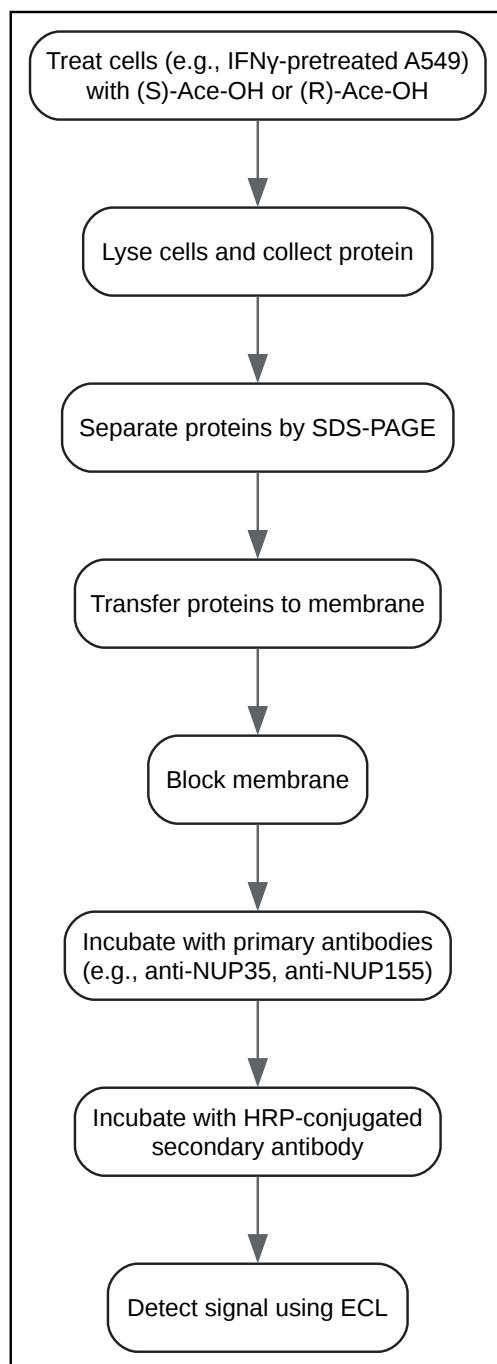 Treat cells (e.g., IFNγ-pretreated A549)
with (S)-Ace-OH or (R)-Ace-OH
Lyse cells and collect protein
Separate proteins by SDS-PAGE
Transfer proteins to membrane
Block membrane
Incubate with primary antibodies
(e.g., anti-NUP35, anti-NUP155)
Incubate with HRP-conjugated
secondary antibody
Detect signal using ECL